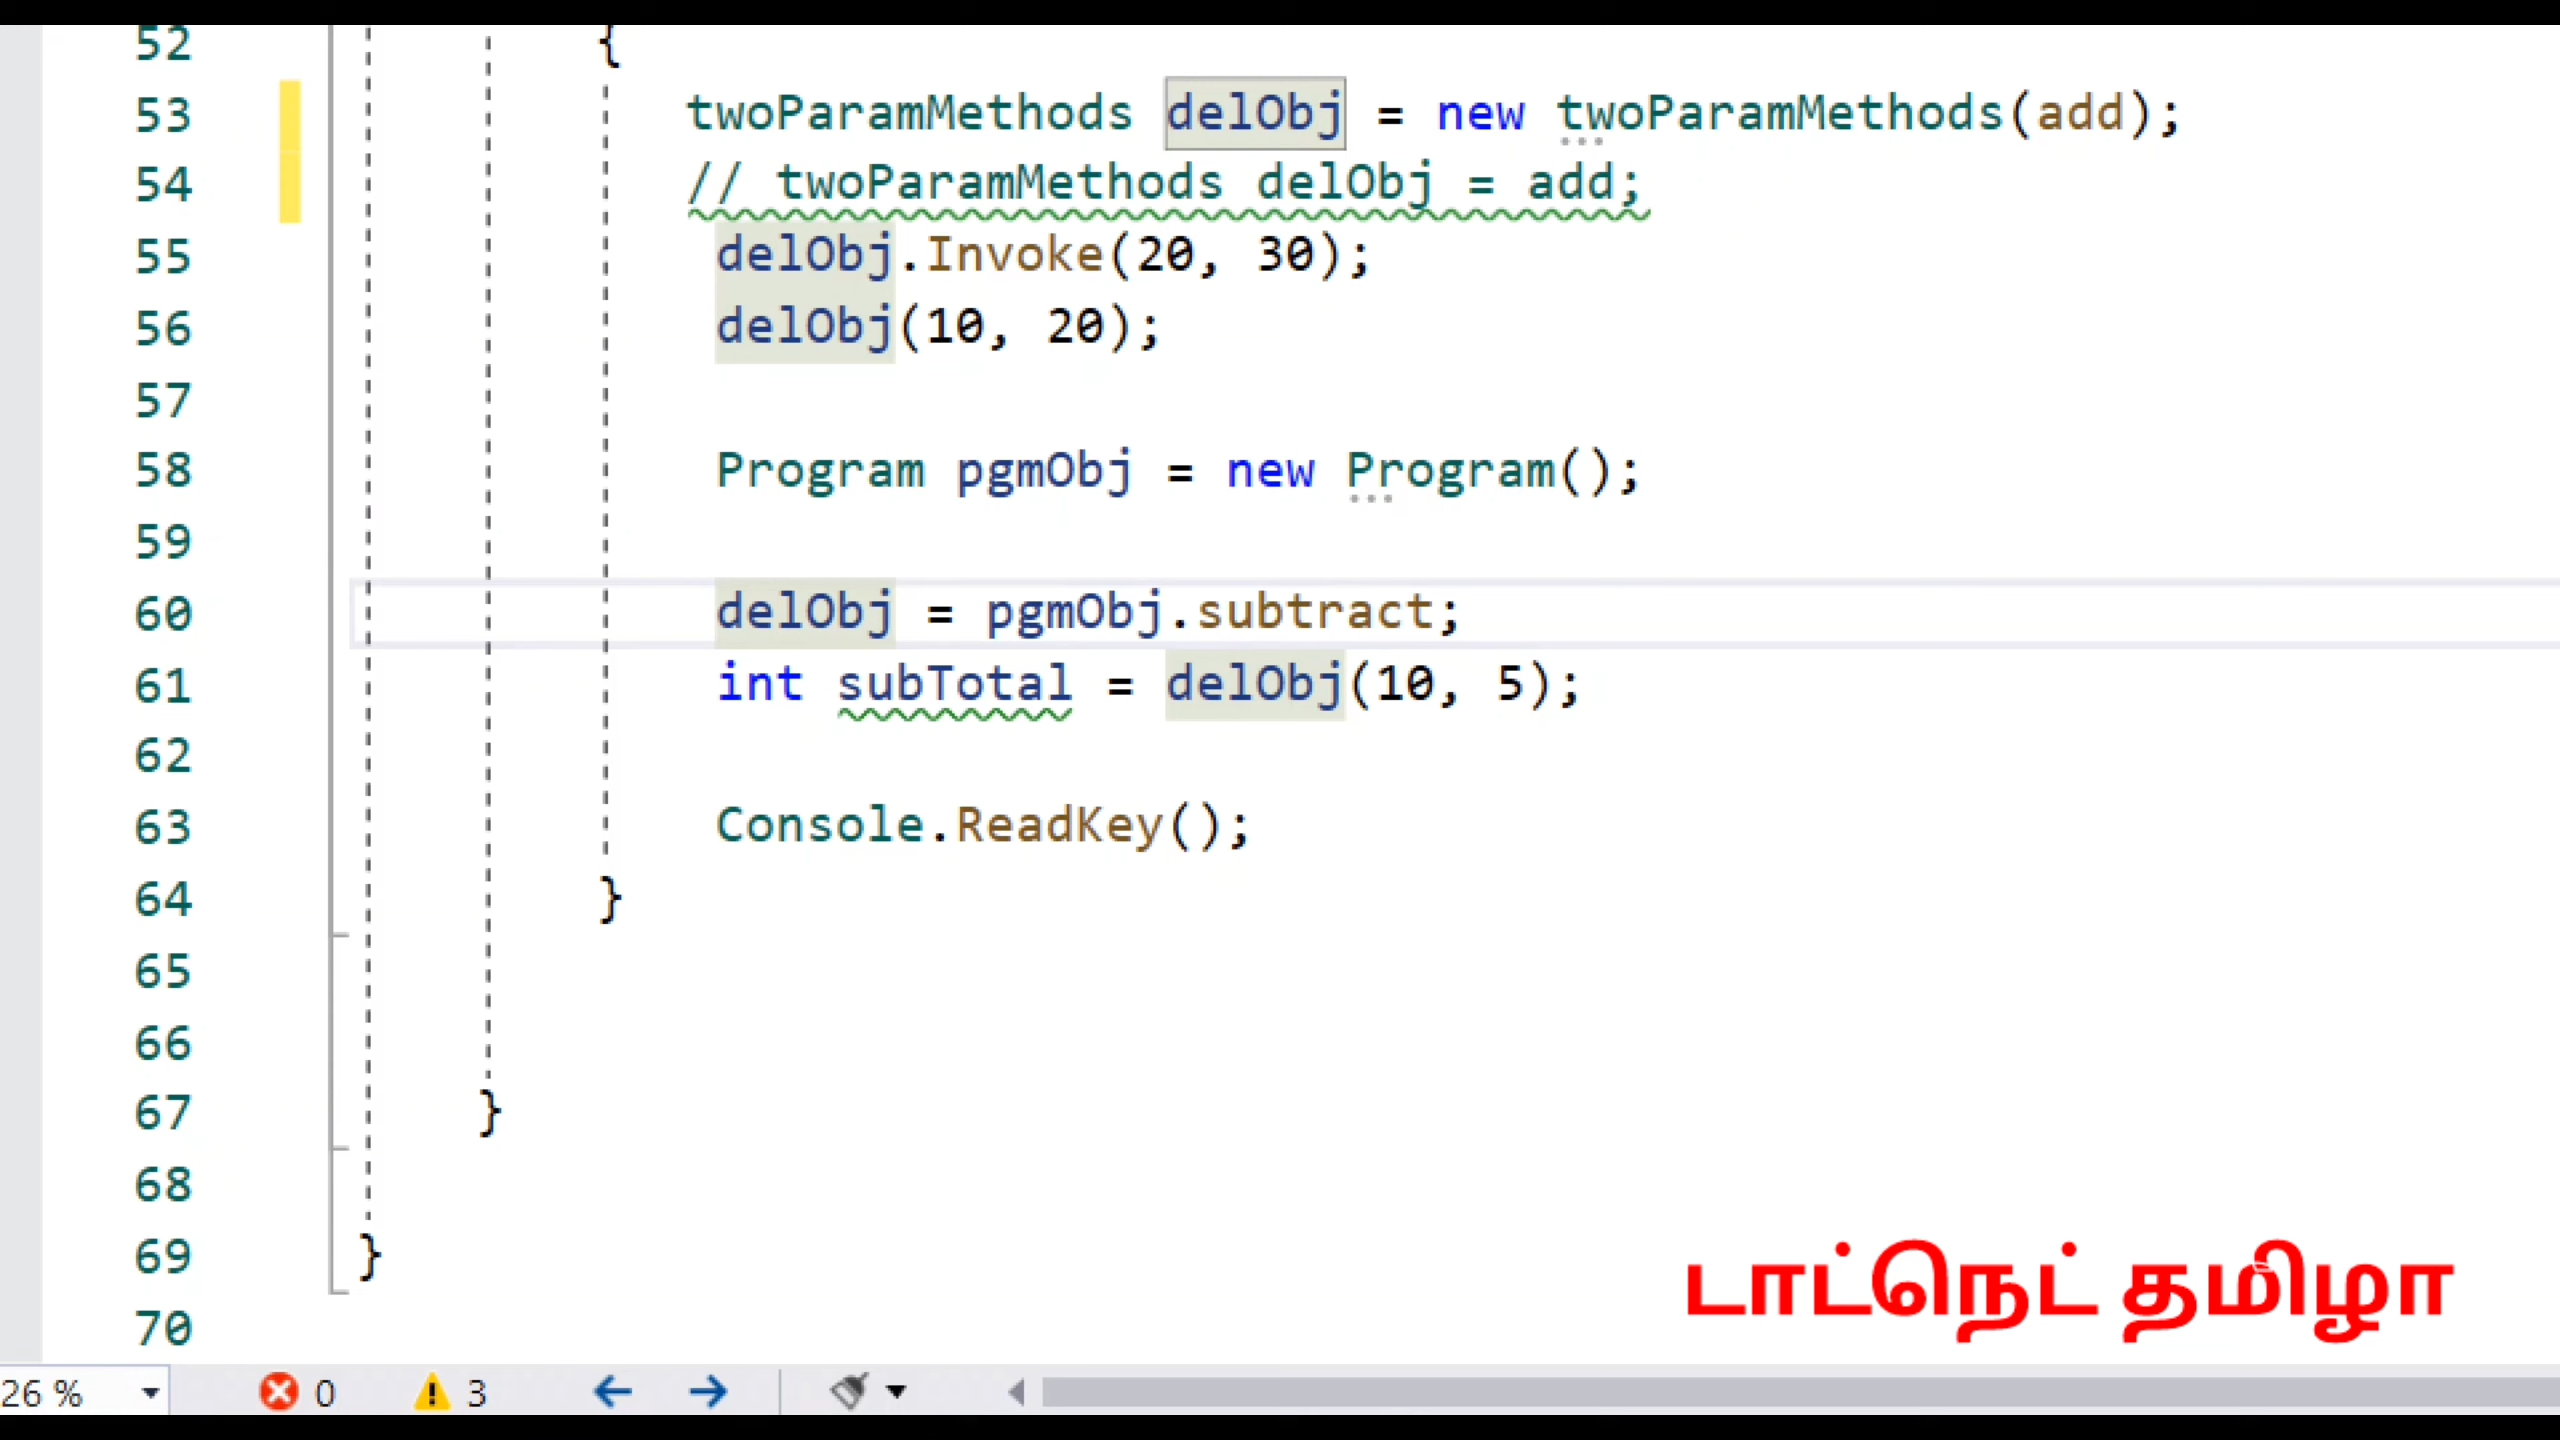 52 {
53 twoParamMethods delObj = new twoParamMethods(add);
54 // twoParamMethods delObj = add;
55 delObj.Invoke(20, 30);
56 delObj(10, 20);
57
58 Program pgmObj = new Program();
59
60 delObj = pgmObj.subtract;
61 int subTotal = delObj(10, 5);
62
63 Console.ReadKey();
64 }
65
66
67 }
68
69 }
70
டாட்நெட் தமிழா
26 % 0 3